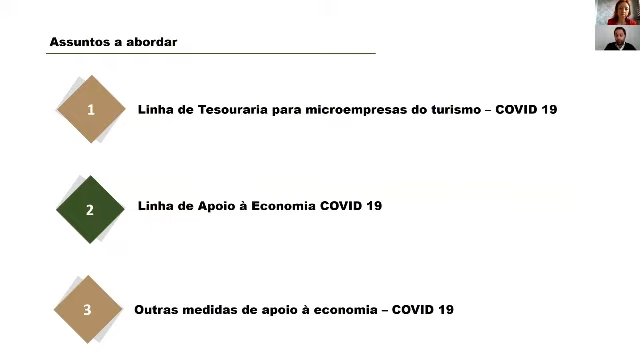 Assuntos a abordar
1
Linha de Tesouraria para microempresas do turismo – COVID 19
2
Linha de Apoio à Economia COVID 19
3
Outras medidas de apoio à economia – COVID 19